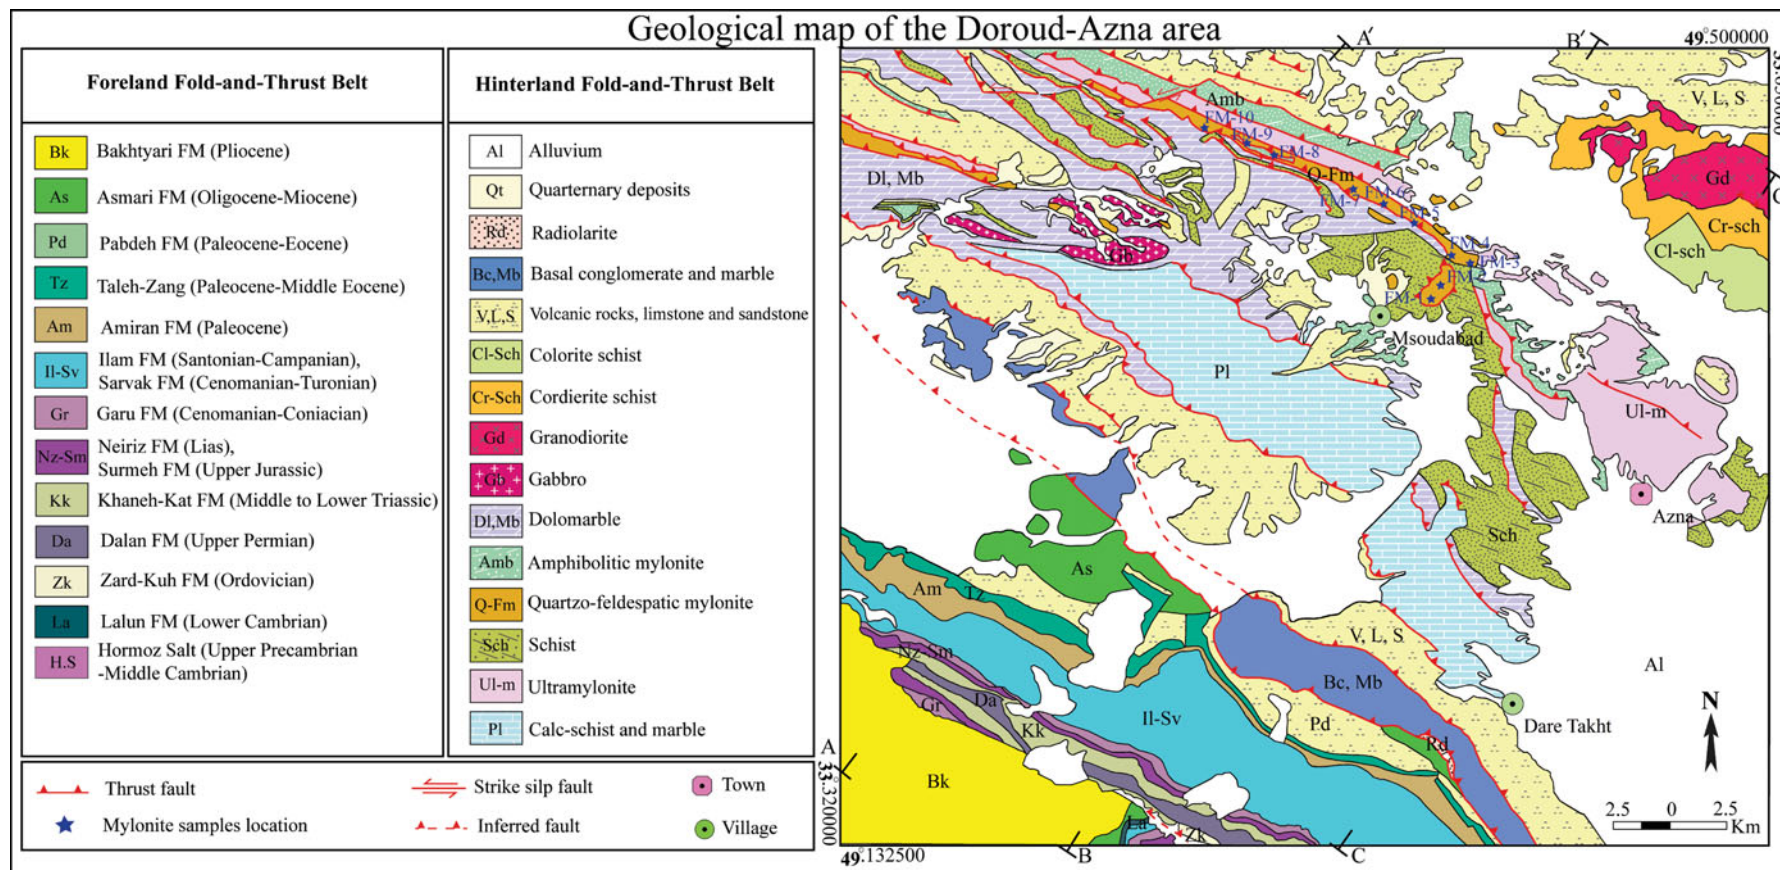 Geological map of the Doroud-Azna area
Foreland Fold-and-Thrust Belt
Bk Bakhtyari FM (Pliocene)
As Asmari FM (Oligocene-Miocene)
Pd Pabdeh FM (Paleocene-Eocene)
Tz Taleh-Zang (Paleocene-Middle Eocene)
Am Amiran FM (Paleocene)
Il-Sv Ilam FM (Santonian-Campanian),
Sarvak FM (Cenomanian-Turonian)
Gr Garu FM (Cenomanian-Coniacian)
Nz-Sm Neiriz FM (Lias),
Surmeh FM (Upper Jurassic)
Kk Khaneh-Kat FM (Middle to Lower Triassic)
Da Dalan FM (Upper Permian)
Zk Zard-Kuh FM (Ordovician)
La Lalun FM (Lower Cambrian)
H.S Hormoz Salt (Upper Precambrian
-Middle Cambrian)
Hinterland Fold-and-Thrust Belt
Al Alluvium
Qt Quarternary deposits
Rd Radiolarite
Bc,Mb Basal conglomerate and marble
V,L,S Volcanic rocks, limstone and sandstone
Cl-Sch Colorite schist
Cr-Sch Cordierite schist
Gd Granodiorite
Gb Gabbro
Dl,Mb Dolomarble
Amb Amphibolitic mylonite
Q-Fm Quartzo-feldespatic mylonite
Sch Schist
Ul-m Ultramylonite
Pl Calc-schist and marble
Thrust fault
Strike silp fault
Town
Mylonite samples location
Inferred fault
Village
A'
B'
49°.500000
V, L, S
Amb
FM-10
FM-9
FM-8
Q-Fm
Dl, Mb
Gd
FM-7
FM-6
FM-5
Cr-sch
FM-4
FM-3
Cl-sch
Gb
Msoudabad
Pl
Ul-m
Azna
Sch
As
Am
Tz
V, L, S
Al
Nz-Sm
Bc, Mb
Da
Gr
Il-Sv
Kk
Pd
Rd
Dare Takht
N
A
33°.320000
Bk
La
Zk
2.5 0 2.5
Km
49°.132500
B
C